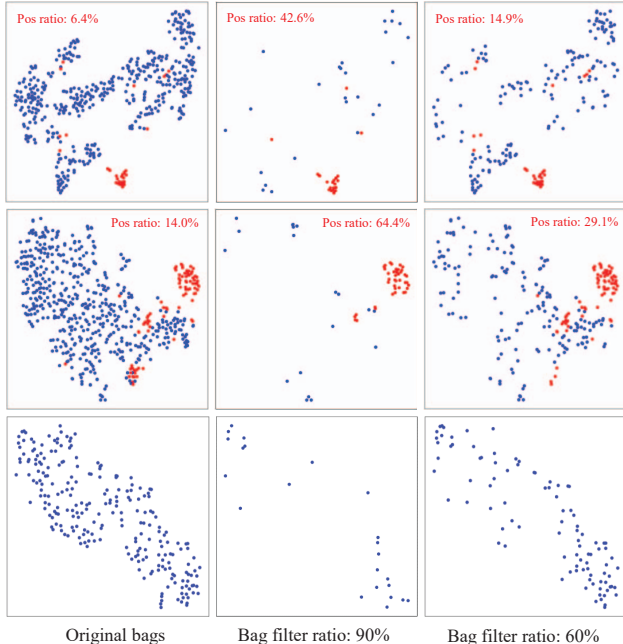 Pos ratio: 6.4%
Pos ratio: 42.6%
Pos ratio: 14.9%
Pos ratio: 14.0%
Pos ratio: 64.4%
Pos ratio: 29.1%
Original bags
Bag filter ratio: 90%
Bag filter ratio: 60%